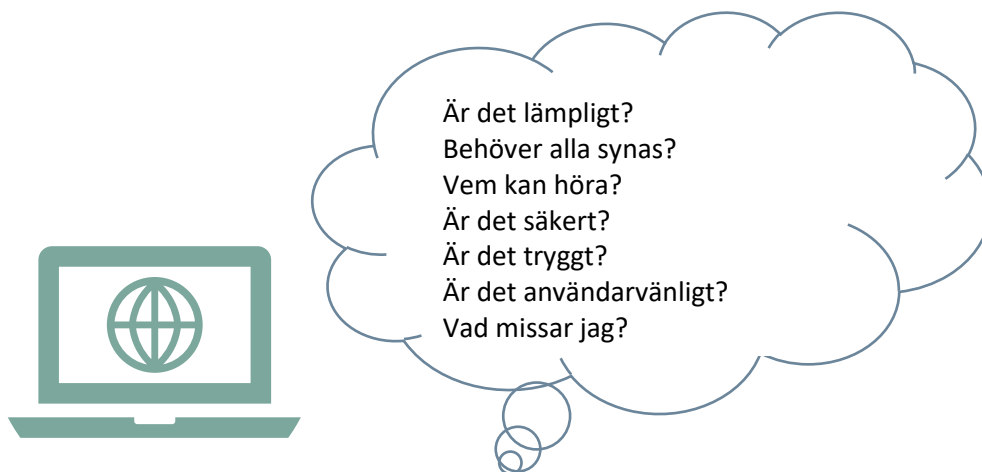 Är det lämpligt?
Behöver alla synas?
Vem kan höra?
Är det säkert?
Är det tryggt?
Är det användarvänligt?
Vad missar jag?